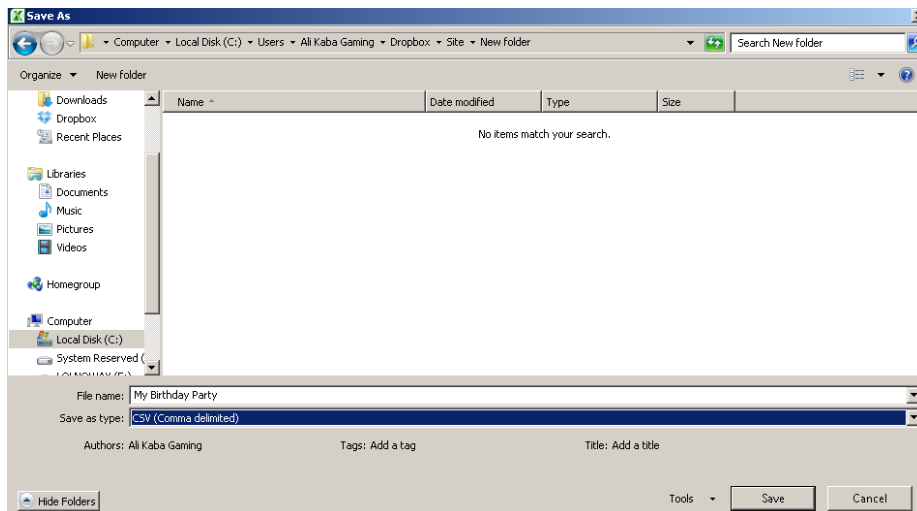 Save As
Computer Local Disk (C:) Users Ali Kaba Gaming Dropbox Site New folder
Search New folder
Organize New folder
Name Date modified Type Size
No items match your search.
Downloads
Dropbox
Recent Places
Libraries
Documents
Music
Pictures
Videos
Homegroup
Computer
Local Disk (C:)
System Reserved (
File name: My Birthday Party
Save as type: CSV (Comma delimited)
Authors: Ali Kaba Gaming Tags: Add a tag Title: Add a title
Hide Folders Tools Save Cancel